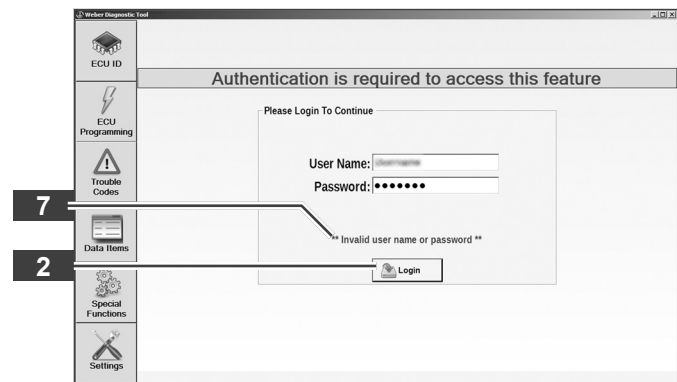 Weber Diagnostic Tool
ECU ID
Authentication is required to access this feature
ECU
Programming
Please Login To Continue
User Name:
Password:
Trouble
Codes
7
** Invalid user name or password **
Data Items
2
Login
Special
Functions
Settings